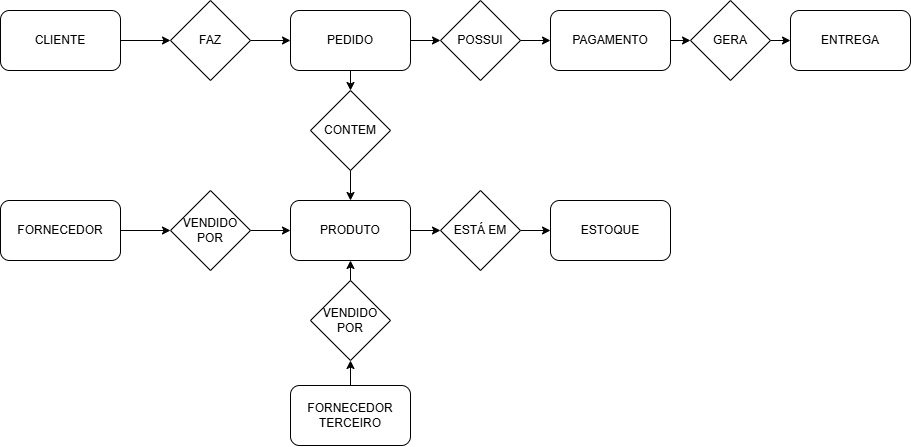 CLIENTE
FAZ
PEDIDO
POSSUI
PAGAMENTO
GERA
ENTREGA
CONTEM
FORNECEDOR
VENDIDO
POR
PRODUTO
ESTÁ EM
ESTOQUE
VENDIDO
POR
FORNECEDOR
TERCEIRO